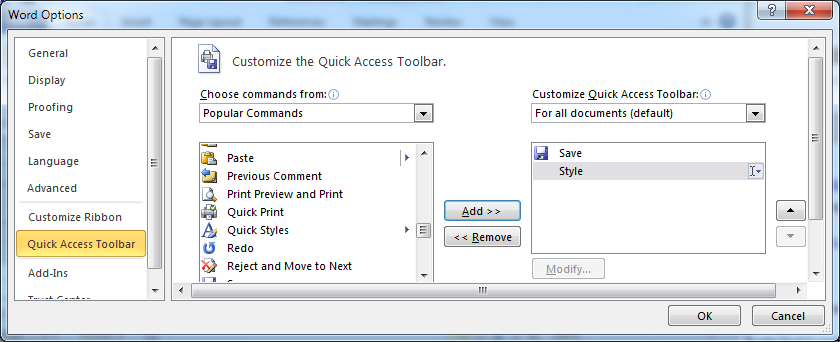 Word Options
General
Display
Proofing
Save
Language
Advanced
Customize Ribbon
Quick Access Toolbar
Add-Ins
Trust Center
Customize the Quick Access Toolbar.
Choose commands from:
Popular Commands
Paste
Previous Comment
Print Preview and Print
Quick Print
Quick Styles
Redo
Reject and Move to Next
Add >>
<< Remove
Customize Quick Access Toolbar:
For all documents (default)
Save
Style
Modify...
OK
Cancel